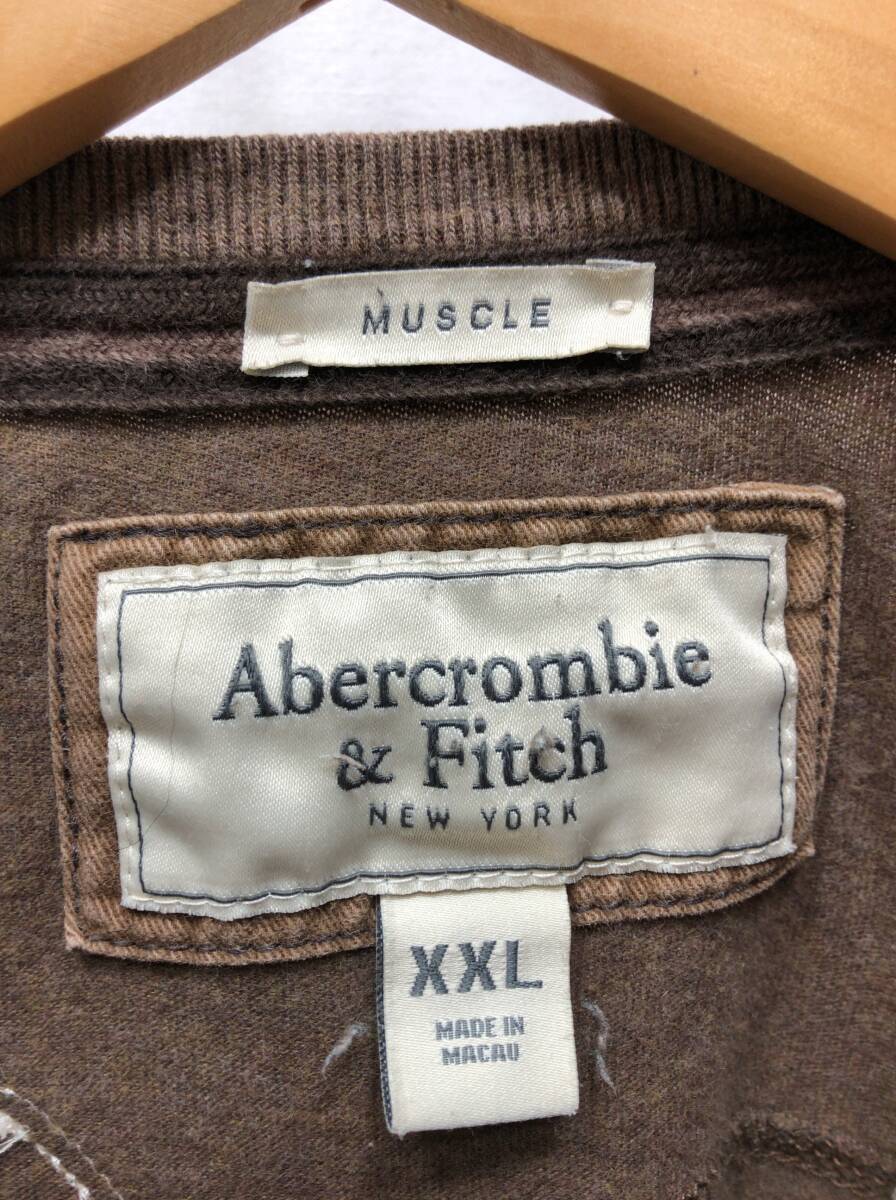 MUSCLE
Abercrombie
& Fitch
NEW YORK
XXL
MADE IN
MACAU